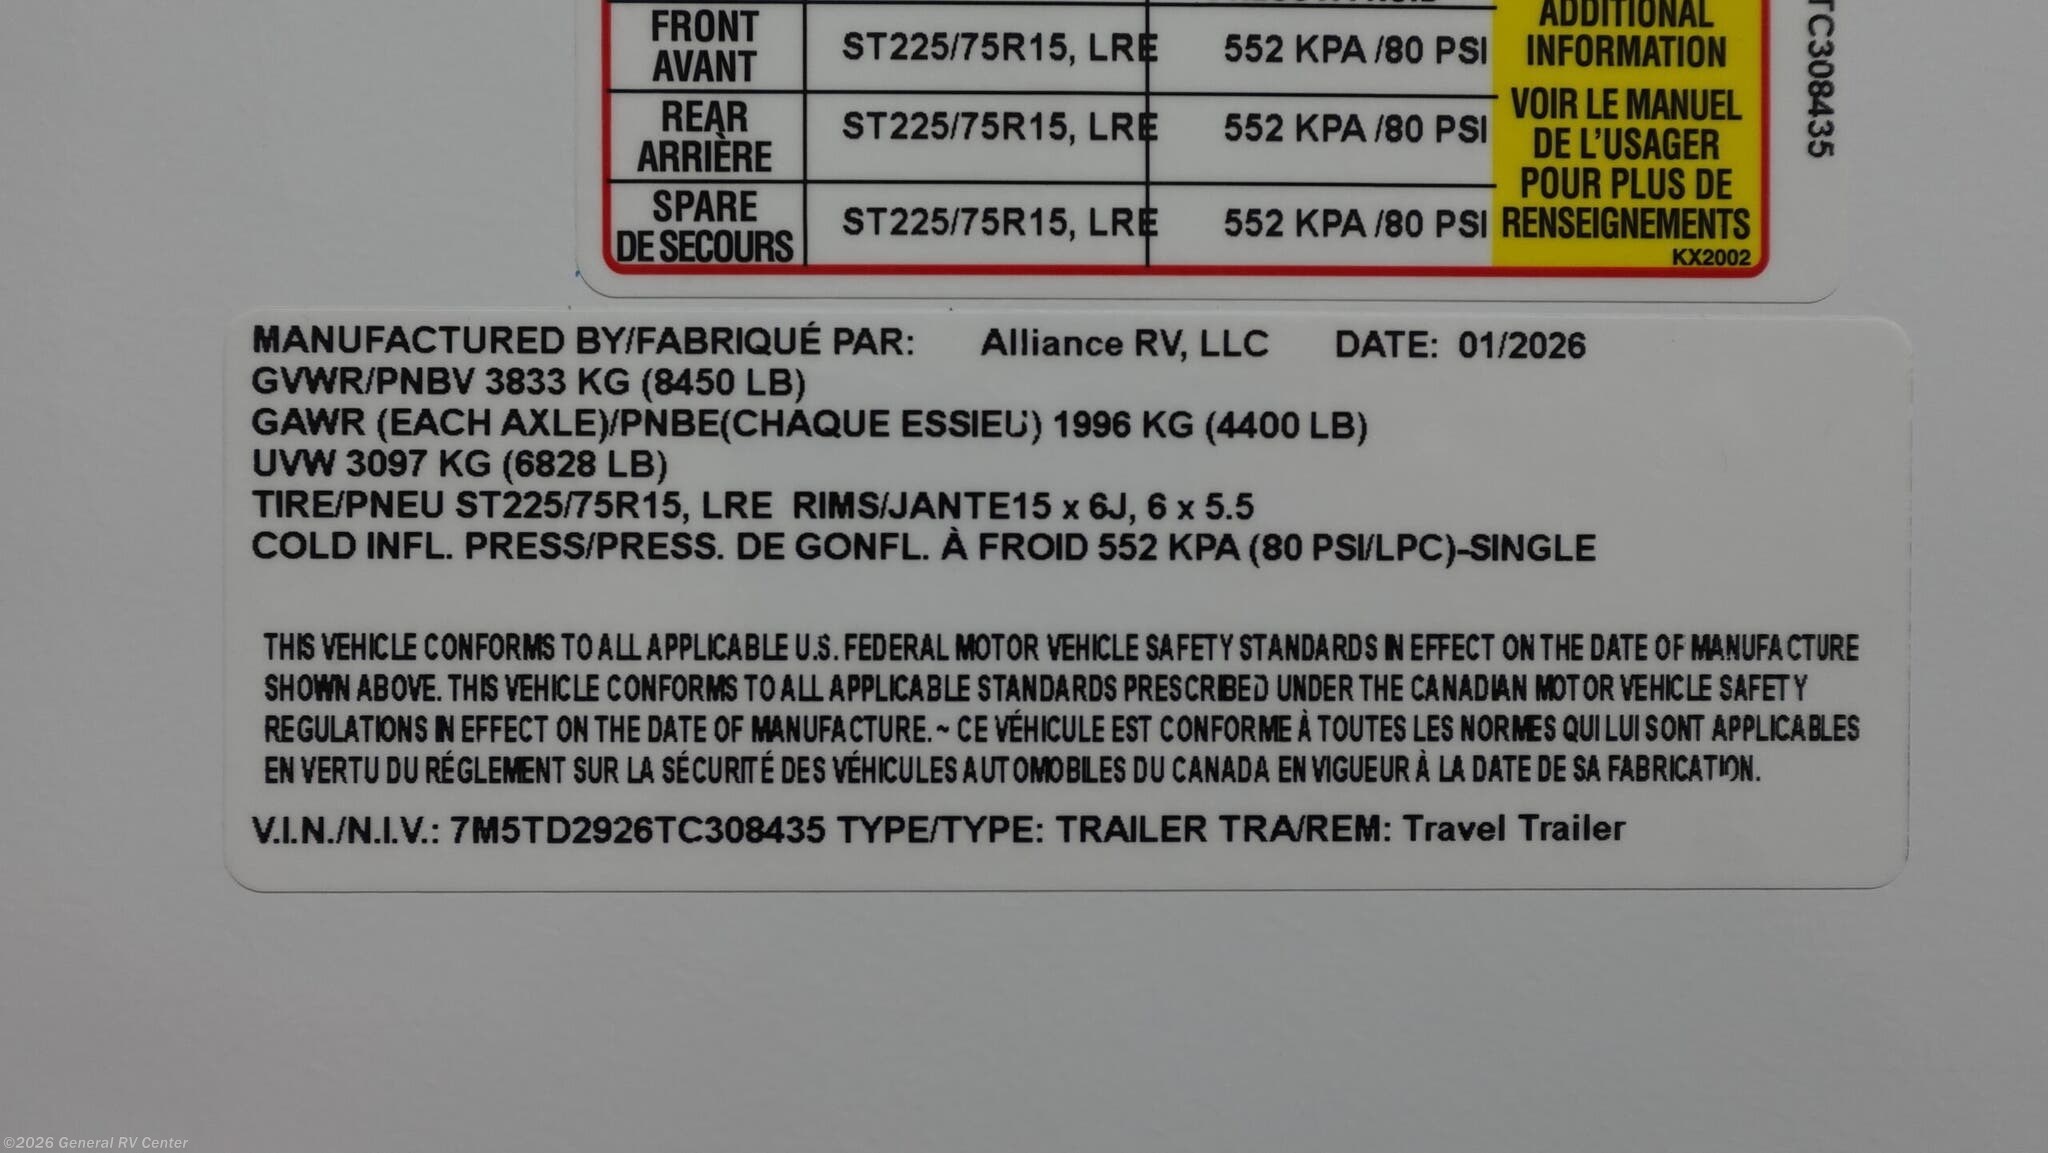 FRONT
AVANT
ST225/75R15, LRE
552 KPA /80 PSI
REAR
ARRIÈRE
ST225/75R15, LRE
552 KPA /80 PSI
SPARE
DE SECOURS
ST225/75R15, LRE
552 KPA /80 PSI
ADDITIONAL
INFORMATION
VOIR LE MANUEL
DE L'USAGER
POUR PLUS DE
RENSEIGNEMENTS
KX2002
TC308435
MANUFACTURED BY/FABRIQUÉ PAR: Alliance RV, LLC DATE: 01/2026
GVWR/PNBV 3833 KG (8450 LB)
GAWR (EACH AXLE)/PNBE(CHAQUE ESSIEU) 1996 KG (4400 LB)
UVW 3097 KG (6828 LB)
TIRE/PNEU ST225/75R15, LRE RIMS/JANTE15 x 6J, 6 x 5.5
COLD INFL. PRESS/PRESS. DE GONFL. À FROID 552 KPA (80 PSI/LPC)-SINGLE
THIS VEHICLE CONFORMS TO ALL APPLICABLE U.S. FEDERAL MOTOR VEHICLE SAFETY STANDARDS IN EFFECT ON THE DATE OF MANUFACTURE
SHOWN ABOVE. THIS VEHICLE CONFORMS TO ALL APPLICABLE STANDARDS PRESCRIBED UNDER THE CANADIAN MOTOR VEHICLE SAFETY
REGULATIONS IN EFFECT ON THE DATE OF MANUFACTURE. ~ CE VÉHICULE EST CONFORME À TOUTES LES NORMES QUI LUI SONT APPLICABLES
EN VERTU DU RÉGLEMENT SUR LA SÉCURITÉ DES VÉHICULES AUTOMOBILES DU CANADA EN VIGUEUR À LA DATE DE SA FABRICATION.
V.I.N./N.I.V.: 7M5TD2926TC308435 TYPE/TYPE: TRAILER TRA/REM: Travel Trailer
©2026 General RV Center